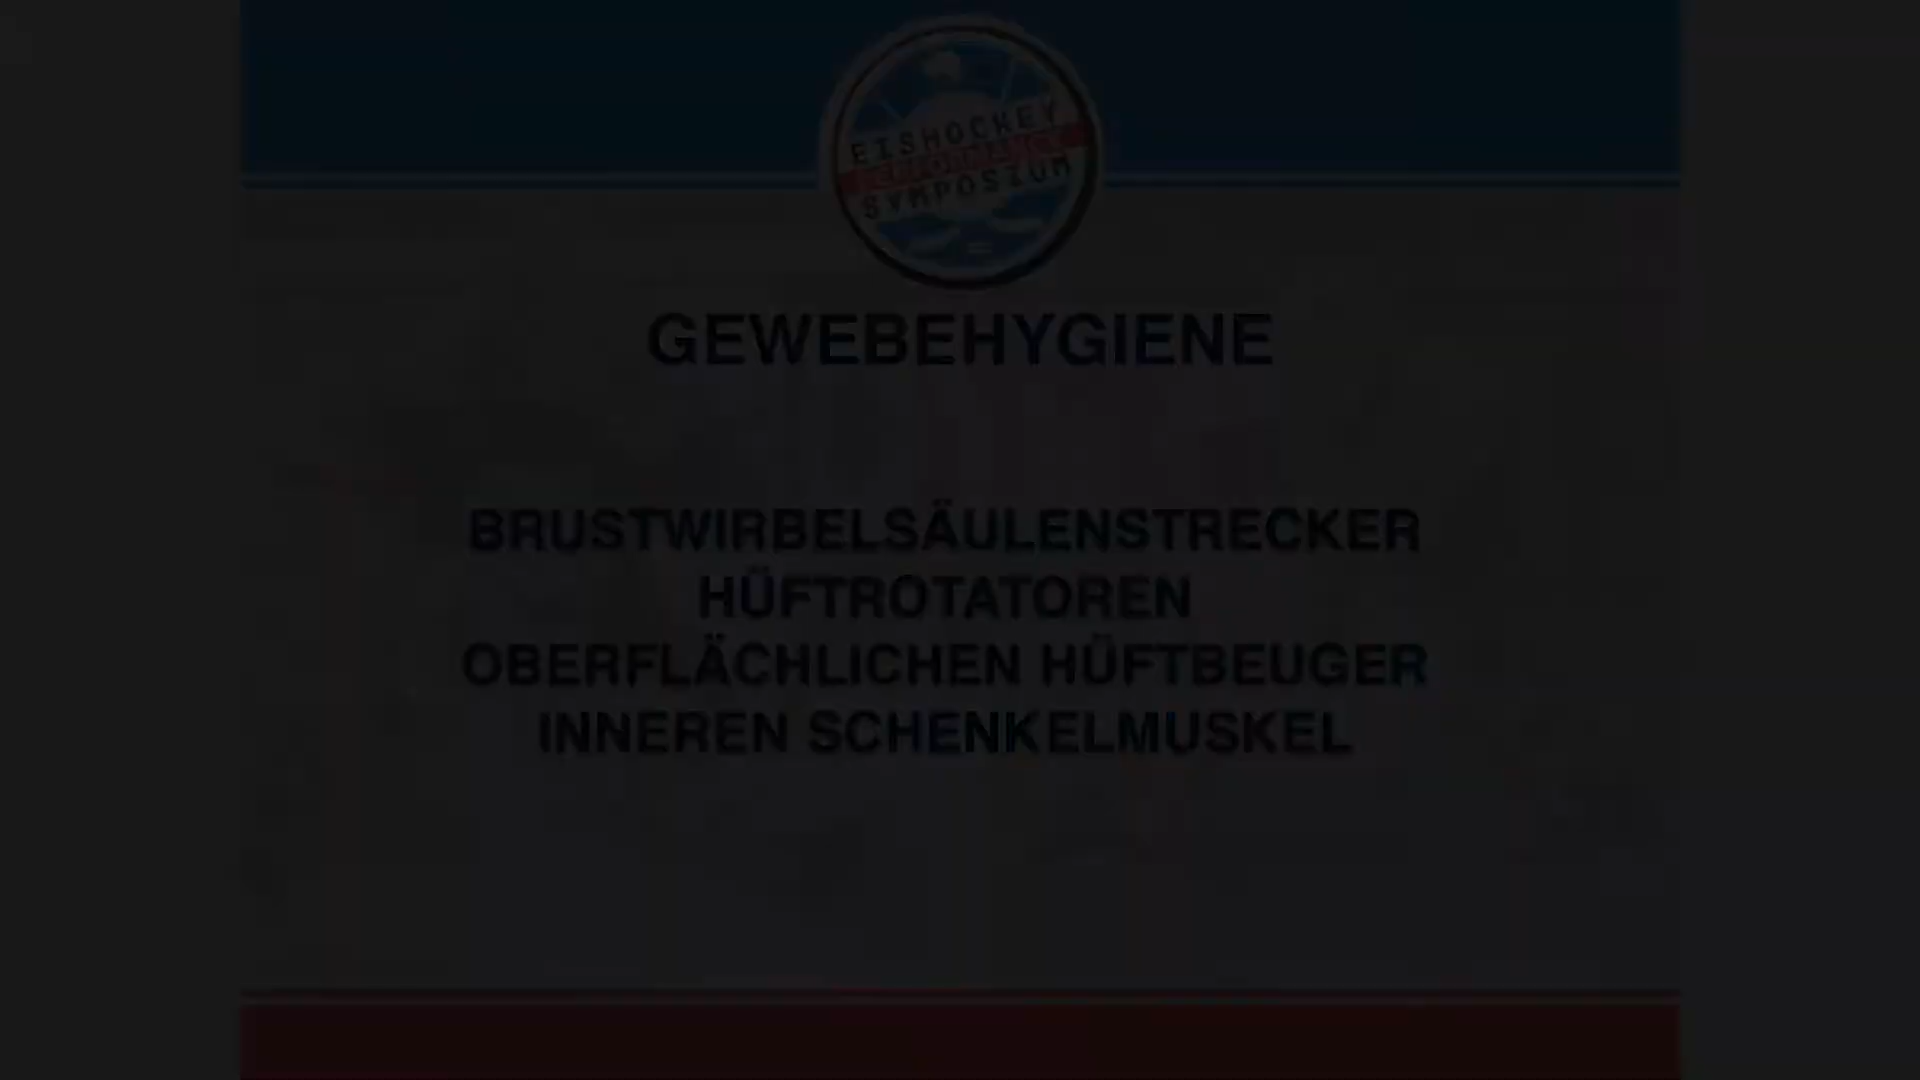 EISHOCKEY
SYMPOSIUM
GEWEBEHYGIENE
BRUSTWIRBELSÄULENSTRECKER
HÜFTROTATOREN
OBERFLÄCHLICHEN HÜFTBEUGER
INNEREN SCHENKELMUSKEL